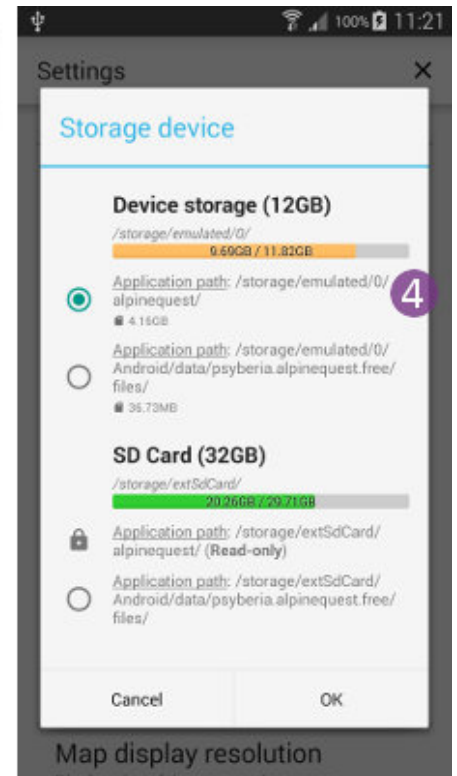 100% 11:21
Settings ×
Storage device
Device storage (12GB)
/storage/emulated/0/
9.69GB / 11.82GB
Application path: /storage/emulated/0/
alpinequest/
4.16GB
4
Application path: /storage/emulated/0/
Android/data/psyberia.alpinequest.free/
files/
36.73MB
SD Card (32GB)
/storage/extSdCard/
20.26GB / 29.71GB
Application path: /storage/extSdCard/
alpinequest/ (Read-only)
Application path: /storage/extSdCard/
Android/data/psyberia.alpinequest.free/
files/
Cancel OK
Map display resolution